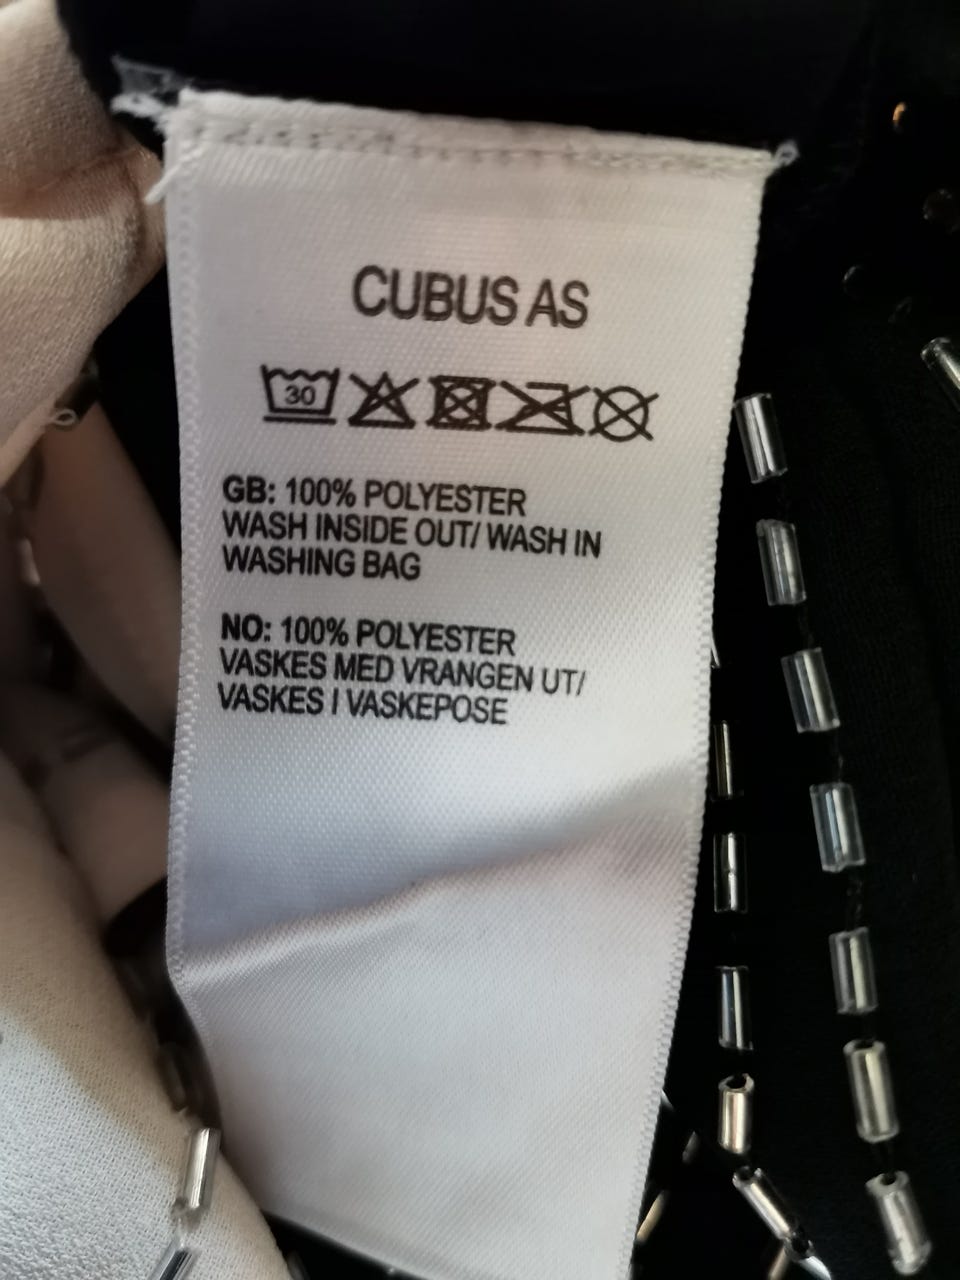 CUBUS AS
30
GB: 100% POLYESTER
WASH INSIDE OUT/ WASH IN
WASHING BAG
NO: 100% POLYESTER
VASKES MED VRANGEN UT/
VASKES I VASKEPOSE